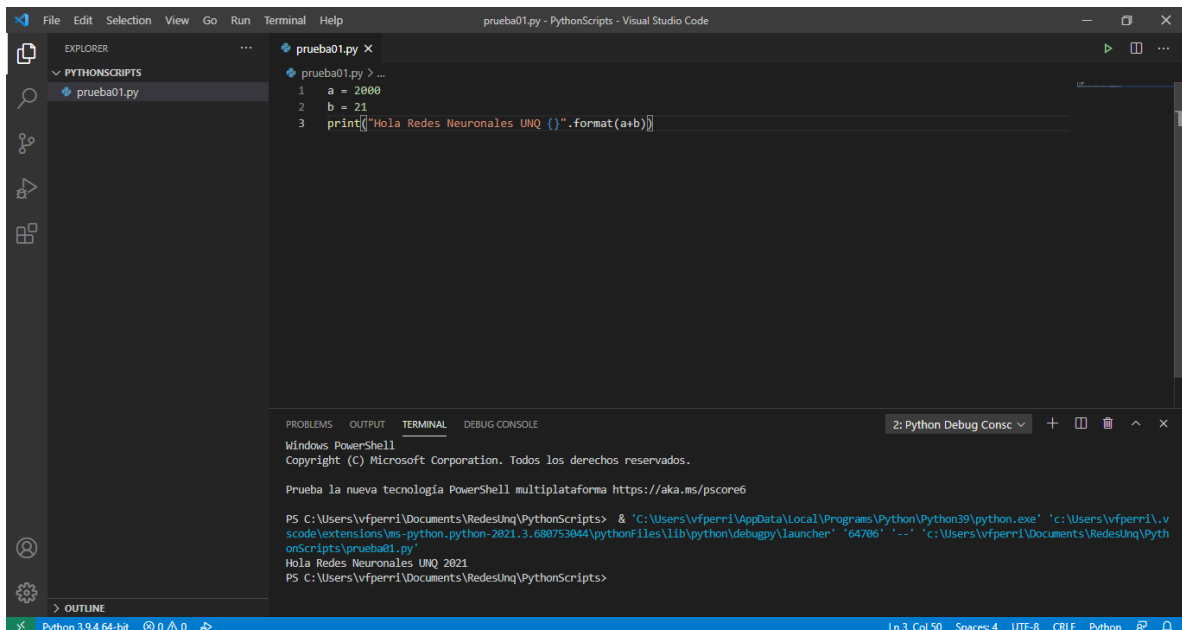 File Edit Selection View Go Run Terminal Help prueba01.py - PythonScripts - Visual Studio Code
EXPLORER
PYTHONSCRIPTS
prueba01.py
OUTLINE
prueba01.py
prueba01.py > ...
1 a = 2000
2 b = 21
3 print("Hola Redes Neuronales UNQ {}".format(a+b))
PROBLEMS OUTPUT TERMINAL DEBUG CONSOLE 2: Python Debug Consc
Windows PowerShell
Copyright (C) Microsoft Corporation. Todos los derechos reservados.
Prueba la nueva tecnología PowerShell multiplataforma https://aka.ms/pscore6
PS C:\Users\vfperri\Documents\RedesUnq\PythonScripts> & 'C:\Users\vfperri\AppData\Local\Programs\Python\Python39\python.exe' 'c:\Users\vfperri\.v
scode\extensions\ms-python.python-2021.3.680753044\pythonFiles\lib\python\debugpy\launcher' '64706' '--' 'c:\Users\vfperri\Documents\RedesUnq\Pyth
onScripts\prueba01.py'
Hola Redes Neuronales UNQ 2021
PS C:\Users\vfperri\Documents\RedesUnq\PythonScripts>
Python 3.9.4 64-bit 0 0 Ln 3, Col 50 Spaces: 4 UTF-8 CRLF Python